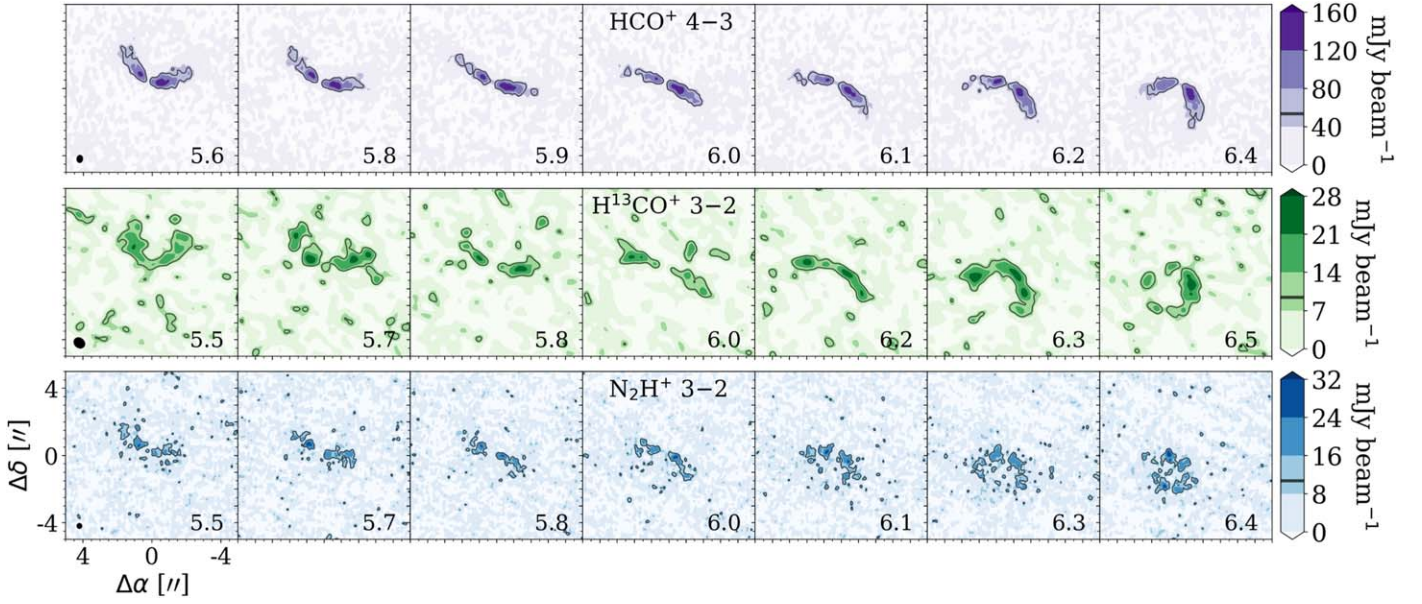 HCO⁺ 4−3
5.6 5.8 5.9 6.0 6.1 6.2 6.4
160
120
80
40
0
mJy beam⁻¹
H¹³CO⁺ 3−2
5.5 5.7 5.8 6.0 6.2 6.3 6.5
28
21
14
7
0
mJy beam⁻¹
N₂H⁺ 3−2
5.5 5.7 5.8 6.0 6.1 6.3 6.4
32
24
16
8
0
mJy beam⁻¹
4
0
-4
Δδ [″]
4 0 -4
Δα [″]